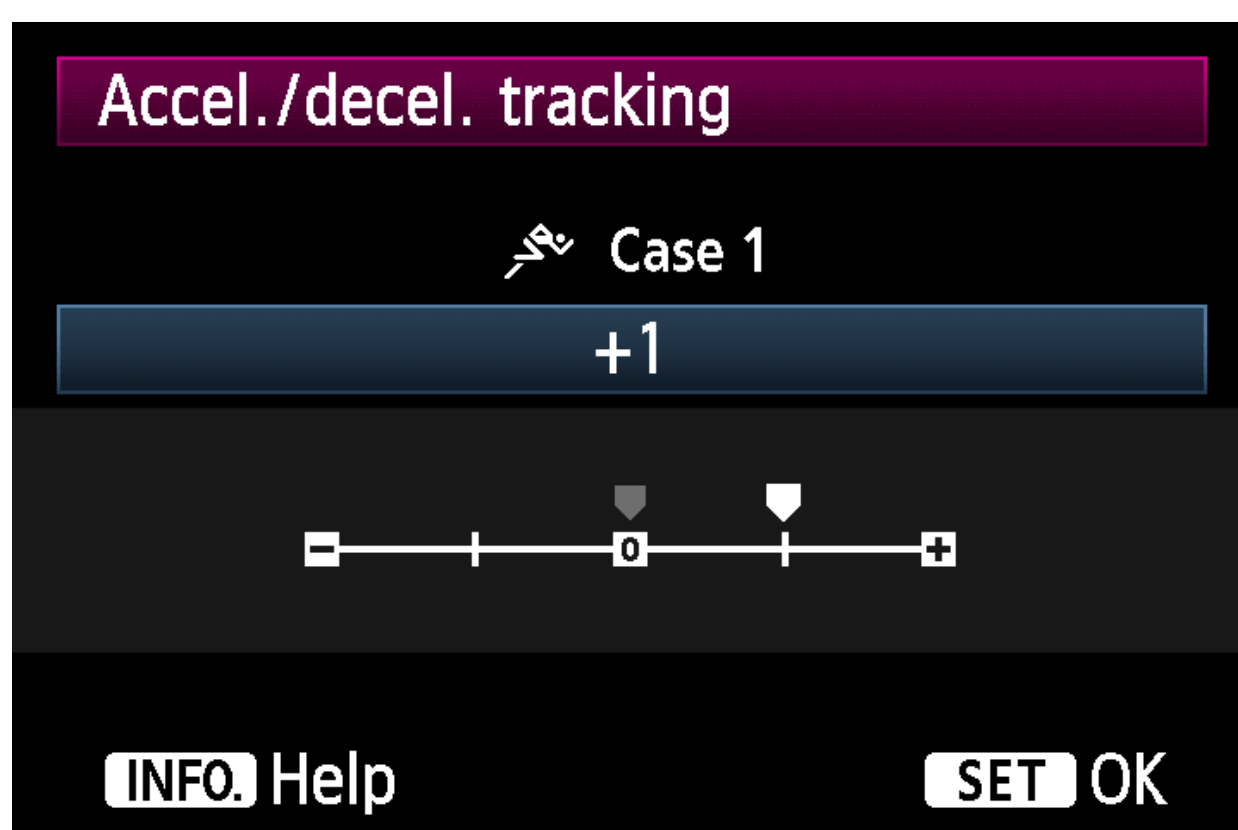 Accel./decel. tracking
Case 1
+1
- 0 +
INFO. Help SET OK